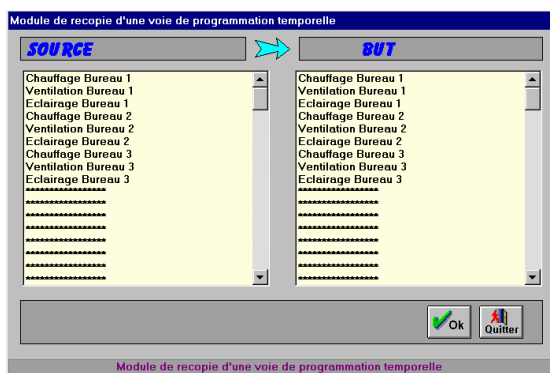 Module de recopie d'une voie de programmation temporelle
SOURCE
BUT
Chauffage Bureau 1
Ventilation Bureau 1
Eclairage Bureau 1
Chauffage Bureau 2
Ventilation Bureau 2
Eclairage Bureau 2
Chauffage Bureau 3
Ventilation Bureau 3
Eclairage Bureau 3
****************
****************
****************
****************
****************
****************
****************
****************
Chauffage Bureau 1
Ventilation Bureau 1
Eclairage Bureau 1
Chauffage Bureau 2
Ventilation Bureau 2
Eclairage Bureau 2
Chauffage Bureau 3
Ventilation Bureau 3
Eclairage Bureau 3
****************
****************
****************
****************
****************
****************
****************
****************
Ok
Quitter
Module de recopie d'une voie de programmation temporelle